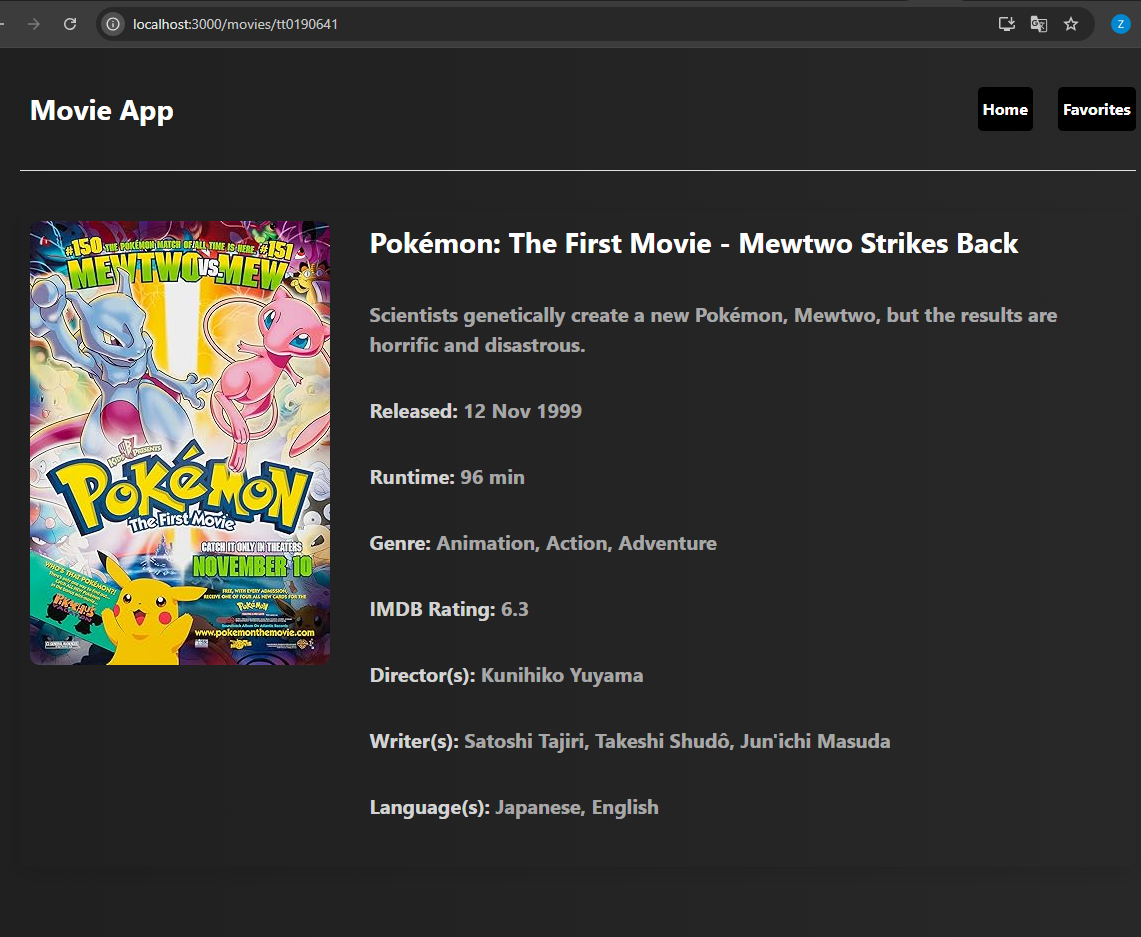 localhost:3000/movies/tt0190641
Z
Movie App
Home
Favorites
#150 THE POKÉMON MATCH OF ALL TIME IS HERE, #151
MEWTWO VS. MEW
Pokémon: The First Movie - Mewtwo Strikes Back
Scientists genetically create a new Pokémon, Mewtwo, but the results are
horrific and disastrous.
Released: 12 Nov 1999
Runtime: 96 min
Genre: Animation, Action, Adventure
IMDB Rating: 6.3
Director(s): Kunihiko Yuyama
Writer(s): Satoshi Tajiri, Takeshi Shudô, Jun'ichi Masuda
Language(s): Japanese, English
PRESENTS
POKéMON
The First Movie
CATCH IT ONLY IN THEATERS
NOVEMBER 10
WHO'S THAT POKÉMON?!
FREE, WITH EVERY ADMISSION,
RECEIVE ONE OF FOUR ALL NEW CARDS FOR THE
POKéMON
www.pokemonthemovie.com